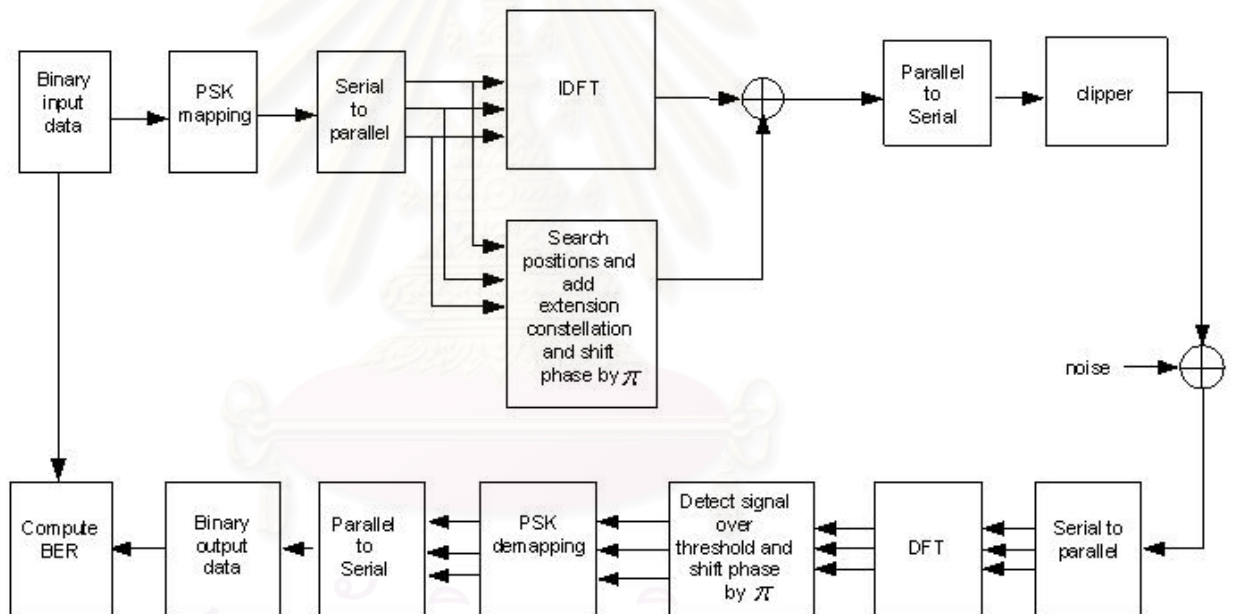 Binary
input
data
PSK
mapping
Serial
to
parallel
IDFT
Parallel
to
Serial
clipper
Search
positions and
add
extension
constellation
and shift
phase by π
noise
Compute
BER
Binary
output
data
Parallel
to
Serial
PSK
demapping
Detect signal
over
threshold and
shift phase
by π
DFT
Serial to
parallel